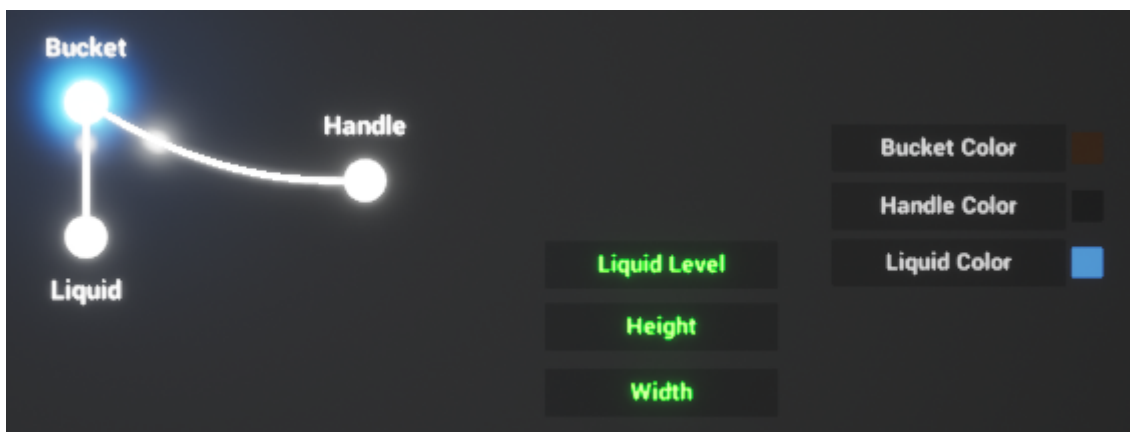 Bucket
Handle
Liquid
Liquid Level
Height
Width
Bucket Color
Handle Color
Liquid Color